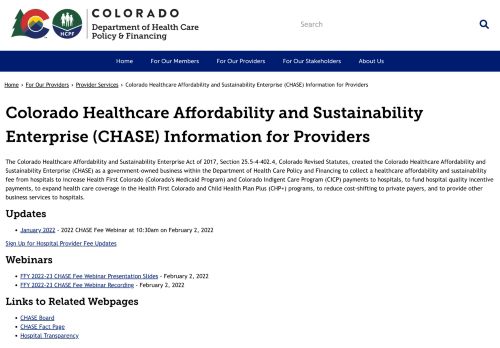 CO
HCPF
COLORADO
Department of Health Care
Policy & Financing
Search
Home For Our Members For Our Providers For Our Stakeholders About Us
Home › For Our Providers › Provider Services › Colorado Healthcare Affordability and Sustainability Enterprise (CHASE) Information for Providers
Colorado Healthcare Affordability and Sustainability
Enterprise (CHASE) Information for Providers
The Colorado Healthcare Affordability and Sustainability Enterprise Act of 2017, Section 25.5-4-402.4, Colorado Revised Statutes, created the Colorado Healthcare Affordability and
Sustainability Enterprise (CHASE) as a government-owned business within the Department of Health Care Policy and Financing to collect a healthcare affordability and sustainability
fee from hospitals to increase Health First Colorado (Colorado's Medicaid Program) and Colorado Indigent Care Program (CICP) payments to hospitals, to fund hospital quality incentive
payments, to expand health care coverage in the Health First Colorado and Child Health Plan Plus (CHP+) programs, to reduce cost-shifting to private payers, and to provide other
business services to hospitals.
Updates
• January 2022 - 2022 CHASE Fee Webinar at 10:30am on February 2, 2022
Sign Up for Hospital Provider Fee Updates
Webinars
• FFY 2022-23 CHASE Fee Webinar Presentation Slides - February 2, 2022
• FFY 2022-23 CHASE Fee Webinar Recording - February 2, 2022
Links to Related Webpages
• CHASE Board
• CHASE Fact Page
• Hospital Transparency